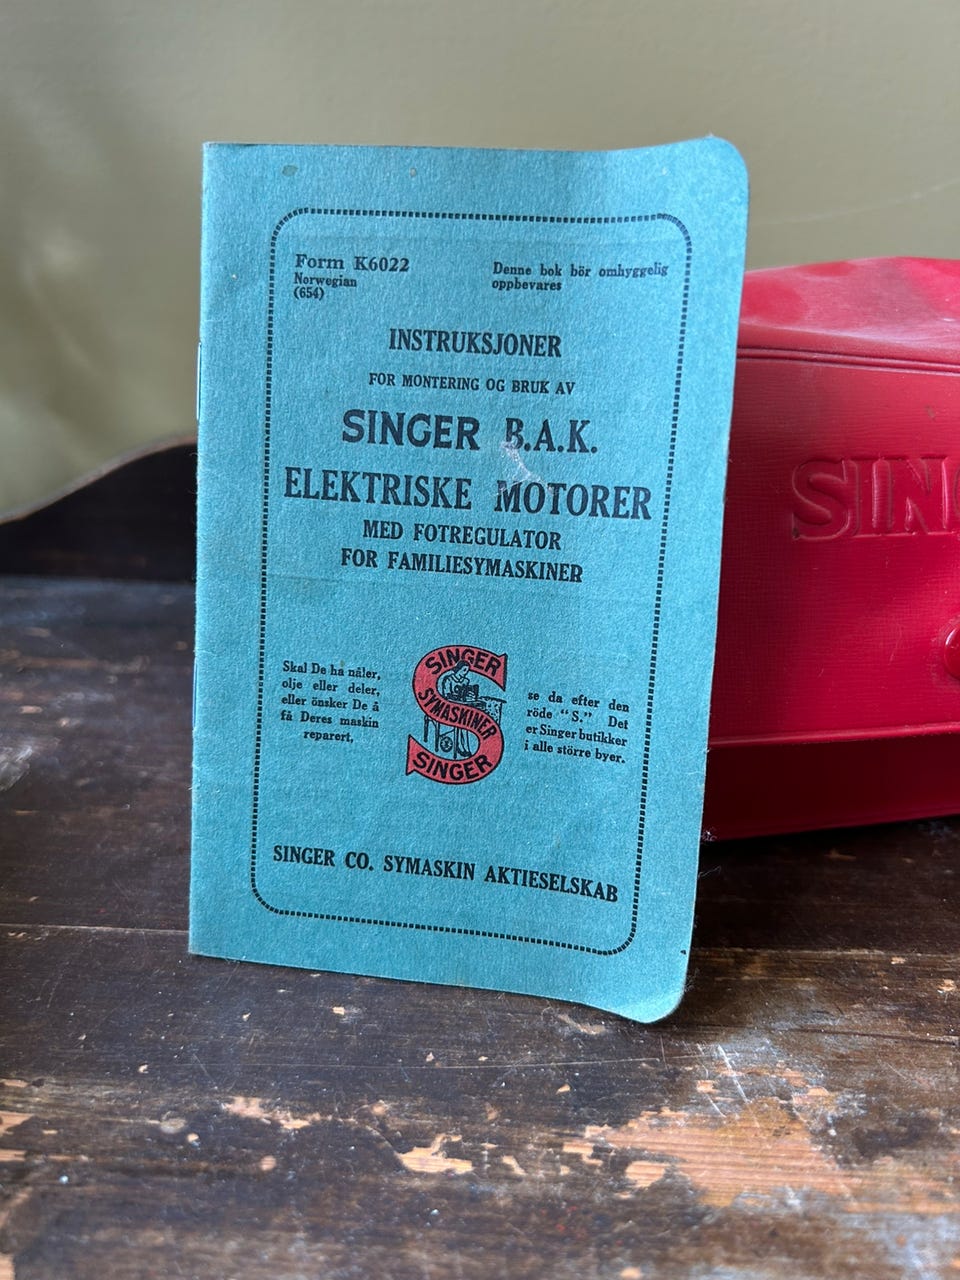 Form K6022
Norwegian
(654)
Denne bok bör omhyggelig
oppbevares
INSTRUKSJONER
FOR MONTERING OG BRUK AV
SINGER B.A.K.
ELEKTRISKE MOTORER
MED FOTREGULATOR
FOR FAMILIESYMASKINER
Skal De ha nåler,
olje eller deler,
eller önsker De å
få Deres maskin
reparert,
SINGER
SYMASKINER
SINGER
se da efter den
röde "S." Det
er Singer butikker
i alle större byer.
SINGER CO. SYMASKIN AKTIESELSKAB
SIN